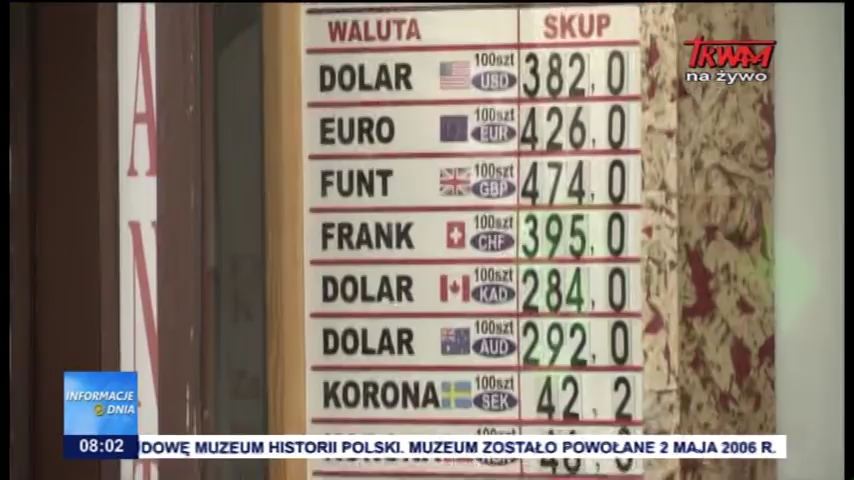 WALUTA SKUP
DOLAR 100szt USD 382,0
EURO 100szt EUR 426,0
FUNT 100szt GBP 474,0
FRANK 100szt CHF 395,0
DOLAR 100szt KAD 284,0
DOLAR 100szt AUD 292,0
KORONA 100szt SEK 42,2
A
N
TRWAM
na żywo
INFORMACJE
DNIA
08:02
DOWĘ MUZEUM HISTORII POLSKI. MUZEUM ZOSTAŁO POWOŁANE 2 MAJA 2006 R.